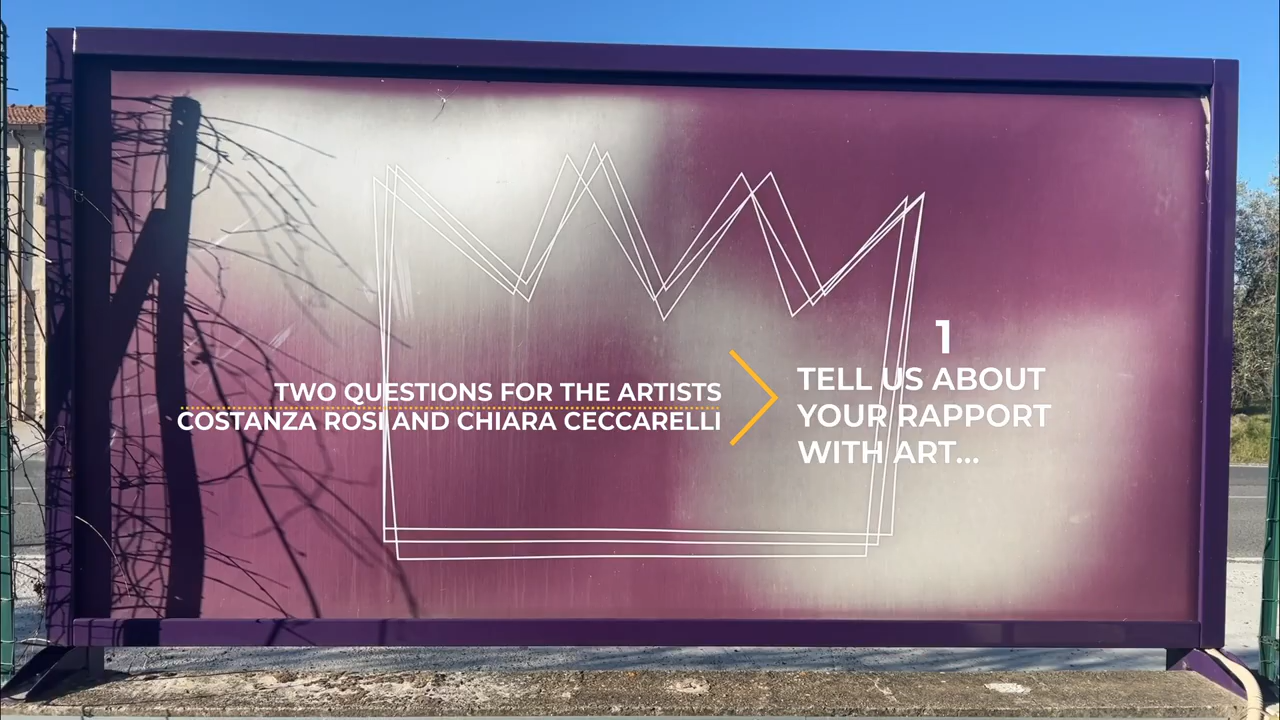 TWO QUESTIONS FOR THE ARTISTS
COSTANZA ROSI AND CHIARA CECCARELLI
1
TELL US ABOUT
YOUR RAPPORT
WITH ART...